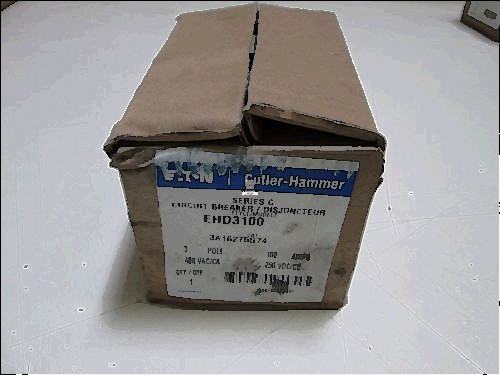 EATON Cutler-Hammer
SERIES C
CIRCUIT BREAKER / DISJONCTEUR
EHD3100
3 POLE 100 AMPS
480 VAC/CA 250 VDC/CC
QTY / QTE
1